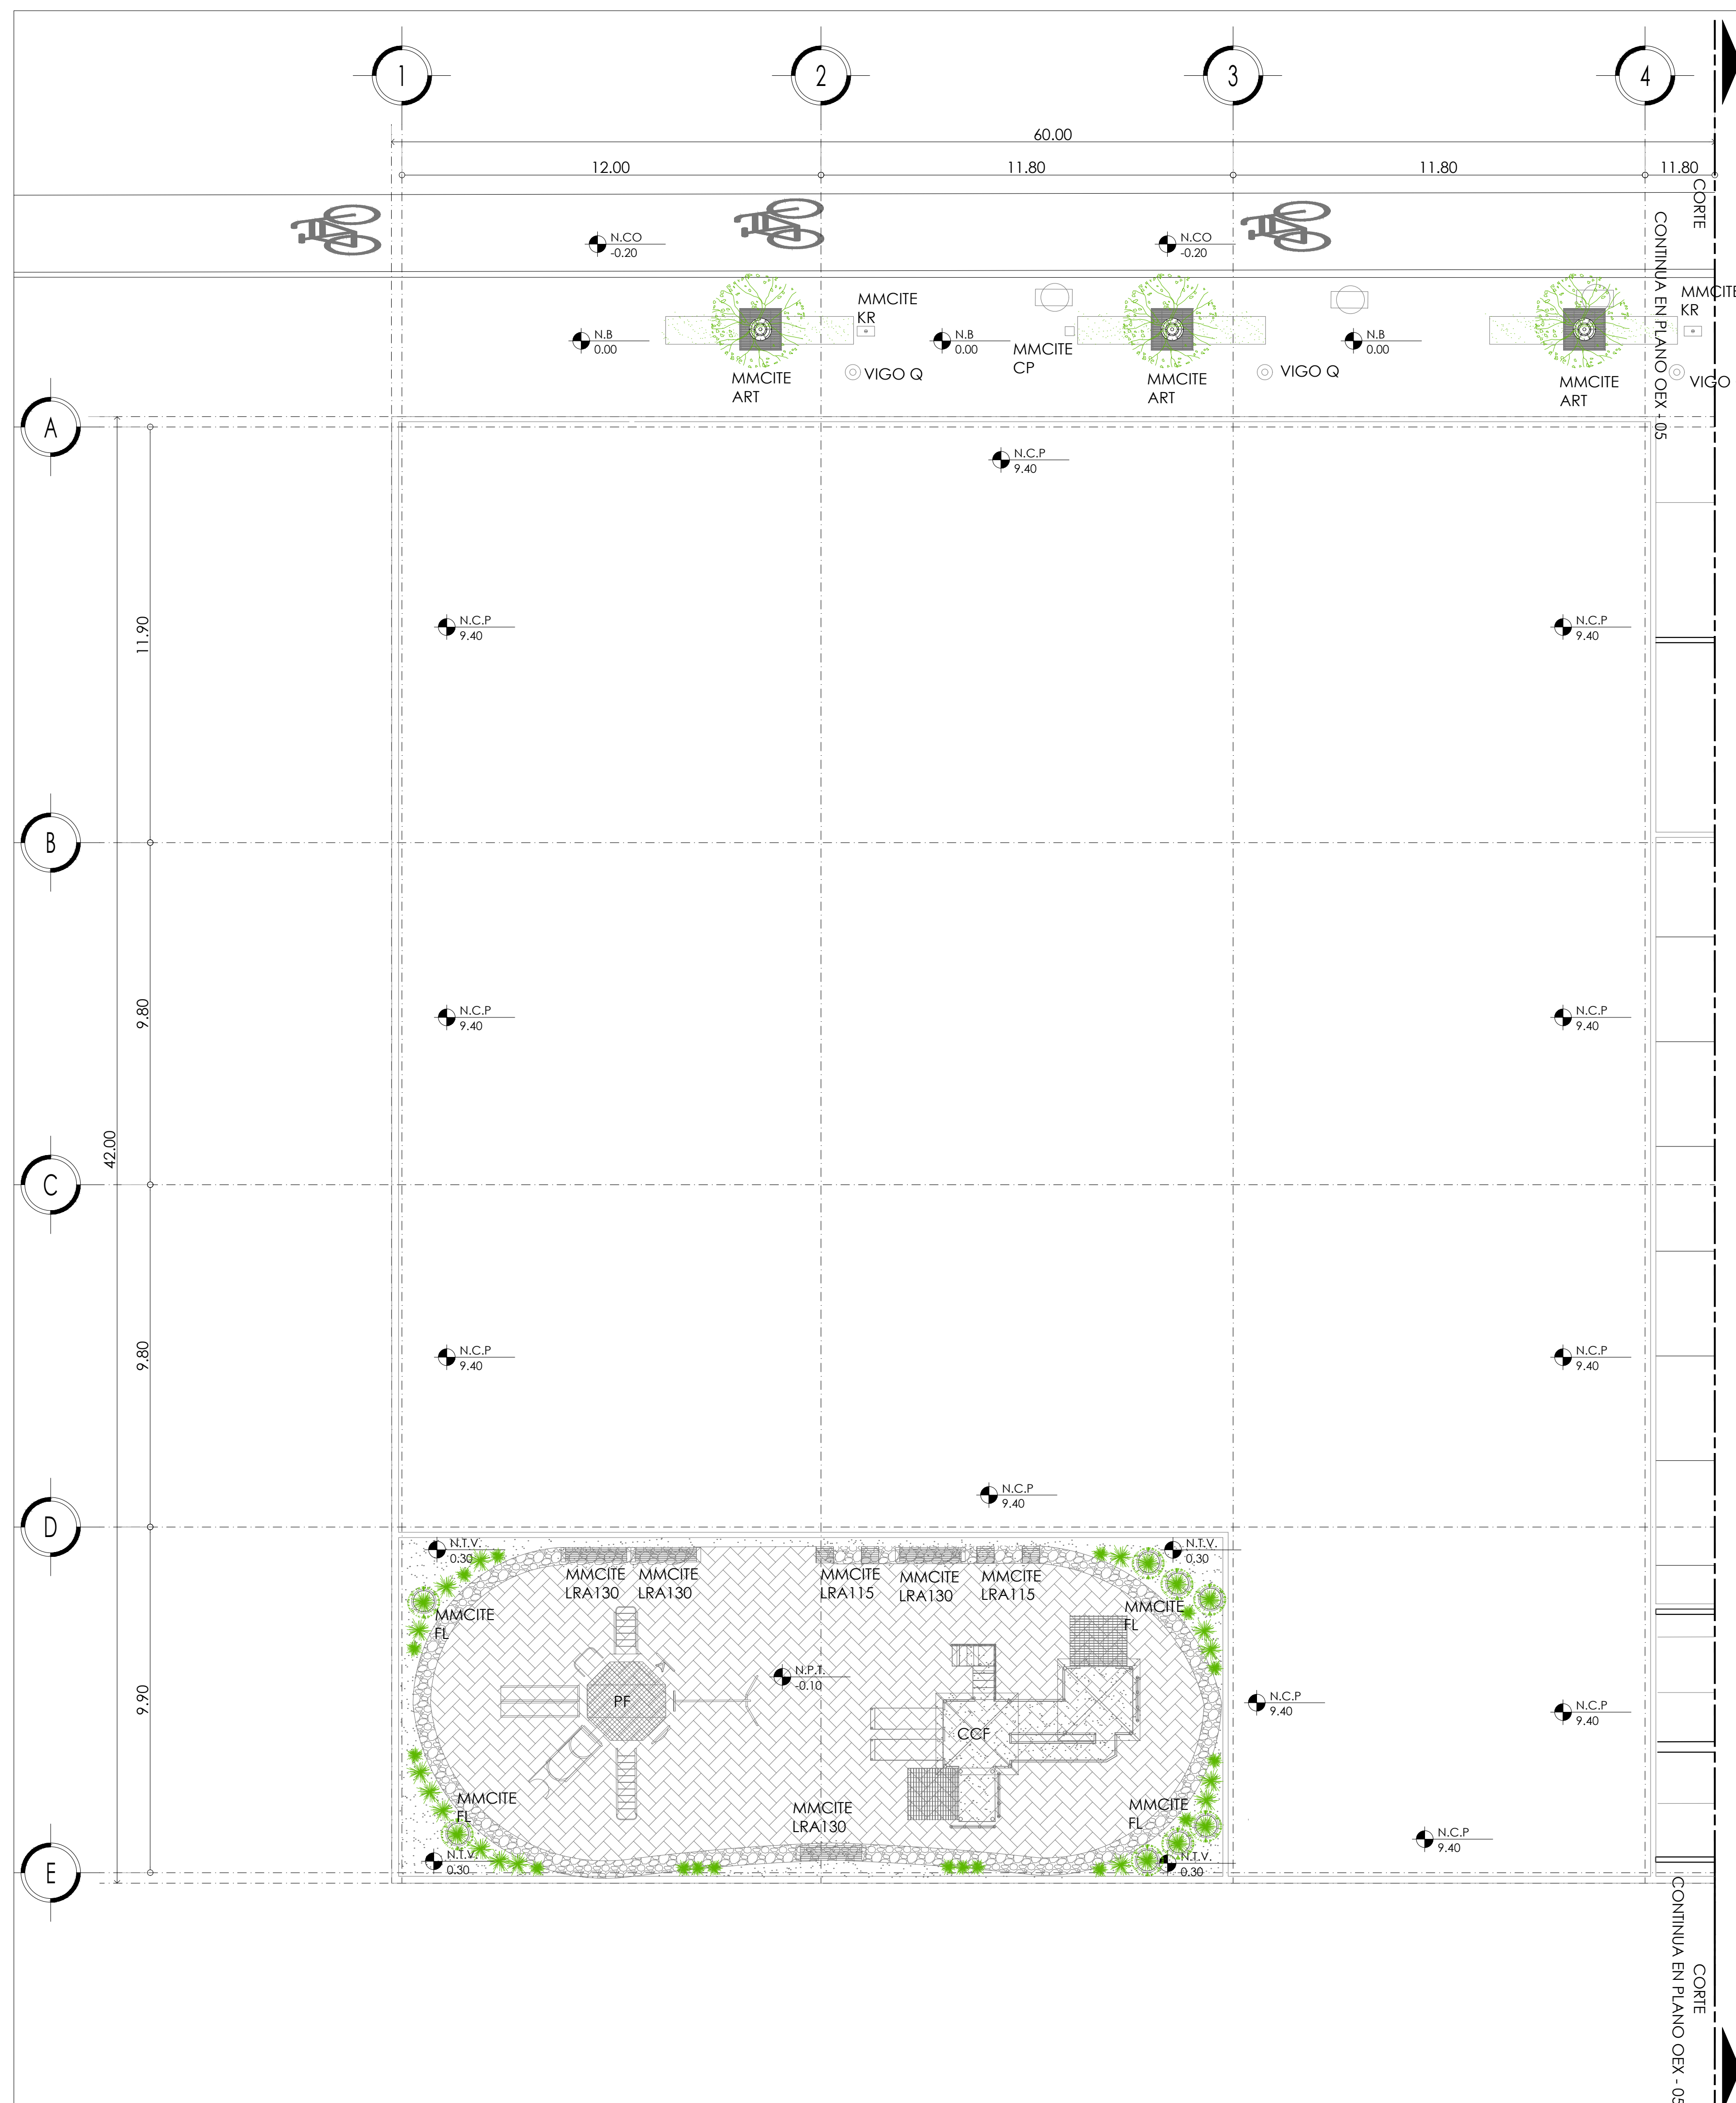 1
2
3
4
60.00
12.00
11.80
11.80
11.80
CORTE
CONTINUA EN PLANO OEX - 05
N.CO
-0.20
N.CO
-0.20
MMCITE
KR
MMCITE
KR
N.B
0.00
N.B
0.00
N.B
0.00
MMCITE
CP
MMCITE
ART
VIGO Q
MMCITE
ART
VIGO Q
MMCITE
ART
VIGO
A
N.C.P
9.40
11.90
N.C.P
9.40
N.C.P
9.40
B
9.80
N.C.P
9.40
N.C.P
9.40
42.00
C
9.80
N.C.P
9.40
N.C.P
9.40
N.C.P
9.40
D
N.T.V.
0.30
N.T.V.
0.30
MMCITE
LRA130
MMCITE
LRA130
MMCITE
LRA115
MMCITE
LRA130
MMCITE
LRA115
MMCITE
FL
MMCITE
FL
9.90
PF
N.P.T.
-0.10
CCF
N.C.P
9.40
N.C.P
9.40
MMCITE
FL
MMCITE
LRA130
MMCITE
FL
N.C.P
9.40
E
N.T.V.
0.30
N.T.V.
0.30
CORTE
CONTINUA EN PLANO OEX - 05